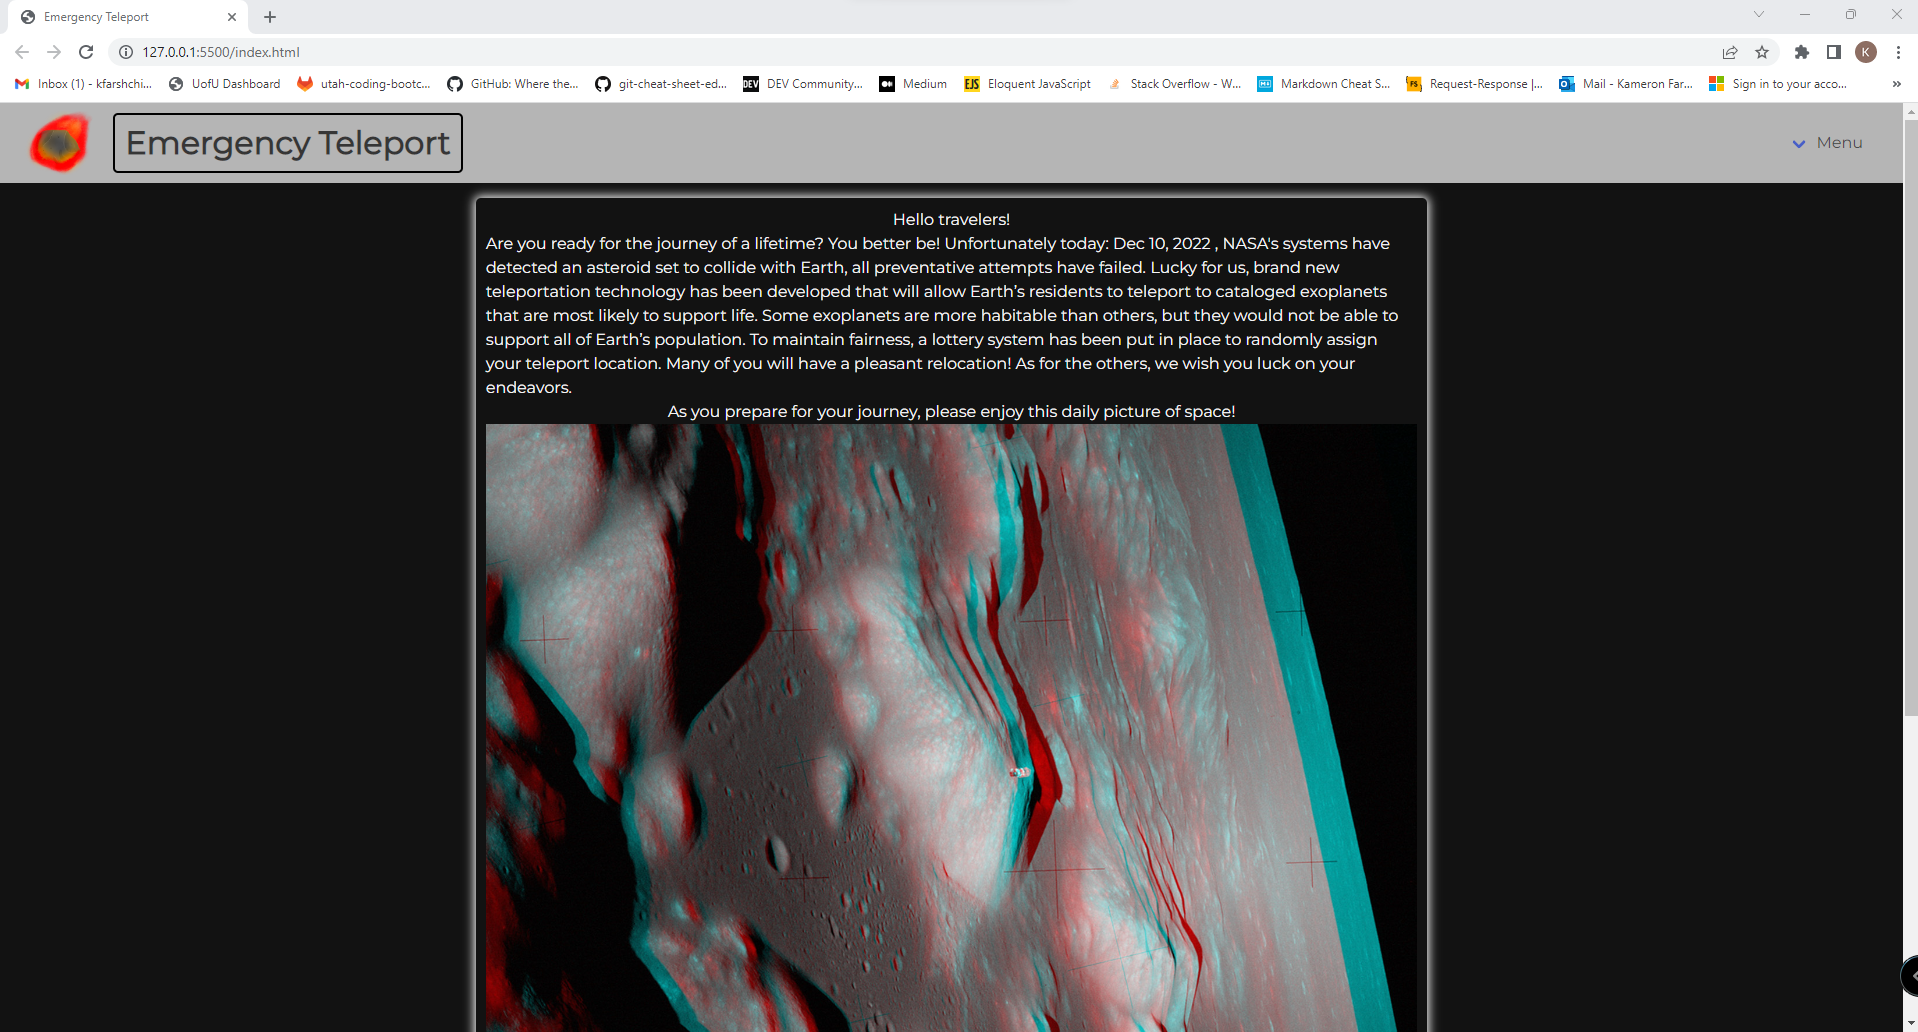 Emergency Teleport
127.0.0.1:5500/index.html
K
Inbox (1) - kfarshchi...
UofU Dashboard
utah-coding-bootc...
GitHub: Where the...
git-cheat-sheet-ed...
DEV DEV Community...
Medium
EJS Eloquent JavaScript
Stack Overflow - W...
Markdown Cheat S...
FS Request-Response |...
Mail - Kameron Far...
Sign in to your acco...
Emergency Teleport
Menu
Hello travelers!
Are you ready for the journey of a lifetime? You better be! Unfortunately today: Dec 10, 2022 , NASA's systems have
detected an asteroid set to collide with Earth, all preventative attempts have failed. Lucky for us, brand new
teleportation technology has been developed that will allow Earth’s residents to teleport to cataloged exoplanets
that are most likely to support life. Some exoplanets are more habitable than others, but they would not be able to
support all of Earth’s population. To maintain fairness, a lottery system has been put in place to randomly assign
your teleport location. Many of you will have a pleasant relocation! As for the others, we wish you luck on your
endeavors.
As you prepare for your journey, please enjoy this daily picture of space!